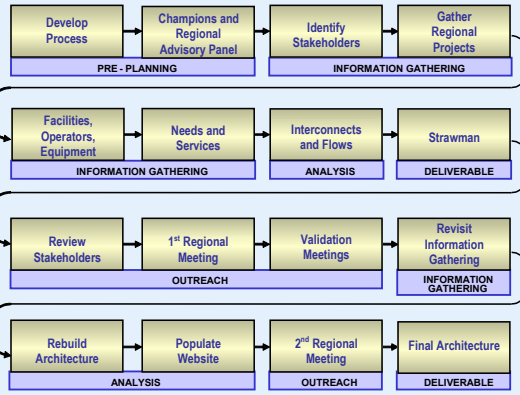 Develop
Process
Champions and
Regional
Advisory Panel
Identify
Stakeholders
Gather
Regional
Projects
PRE - PLANNING
INFORMATION GATHERING
Facilities,
Operators,
Equipment
Needs and
Services
Interconnects
and Flows
Strawman
INFORMATION GATHERING
ANALYSIS
DELIVERABLE
Review
Stakeholders
1st Regional
Meeting
Validation
Meetings
Revisit
Information
Gathering
OUTREACH
INFORMATION
GATHERING
Rebuild
Architecture
Populate
Website
2nd Regional
Meeting
Final Architecture
ANALYSIS
OUTREACH
DELIVERABLE